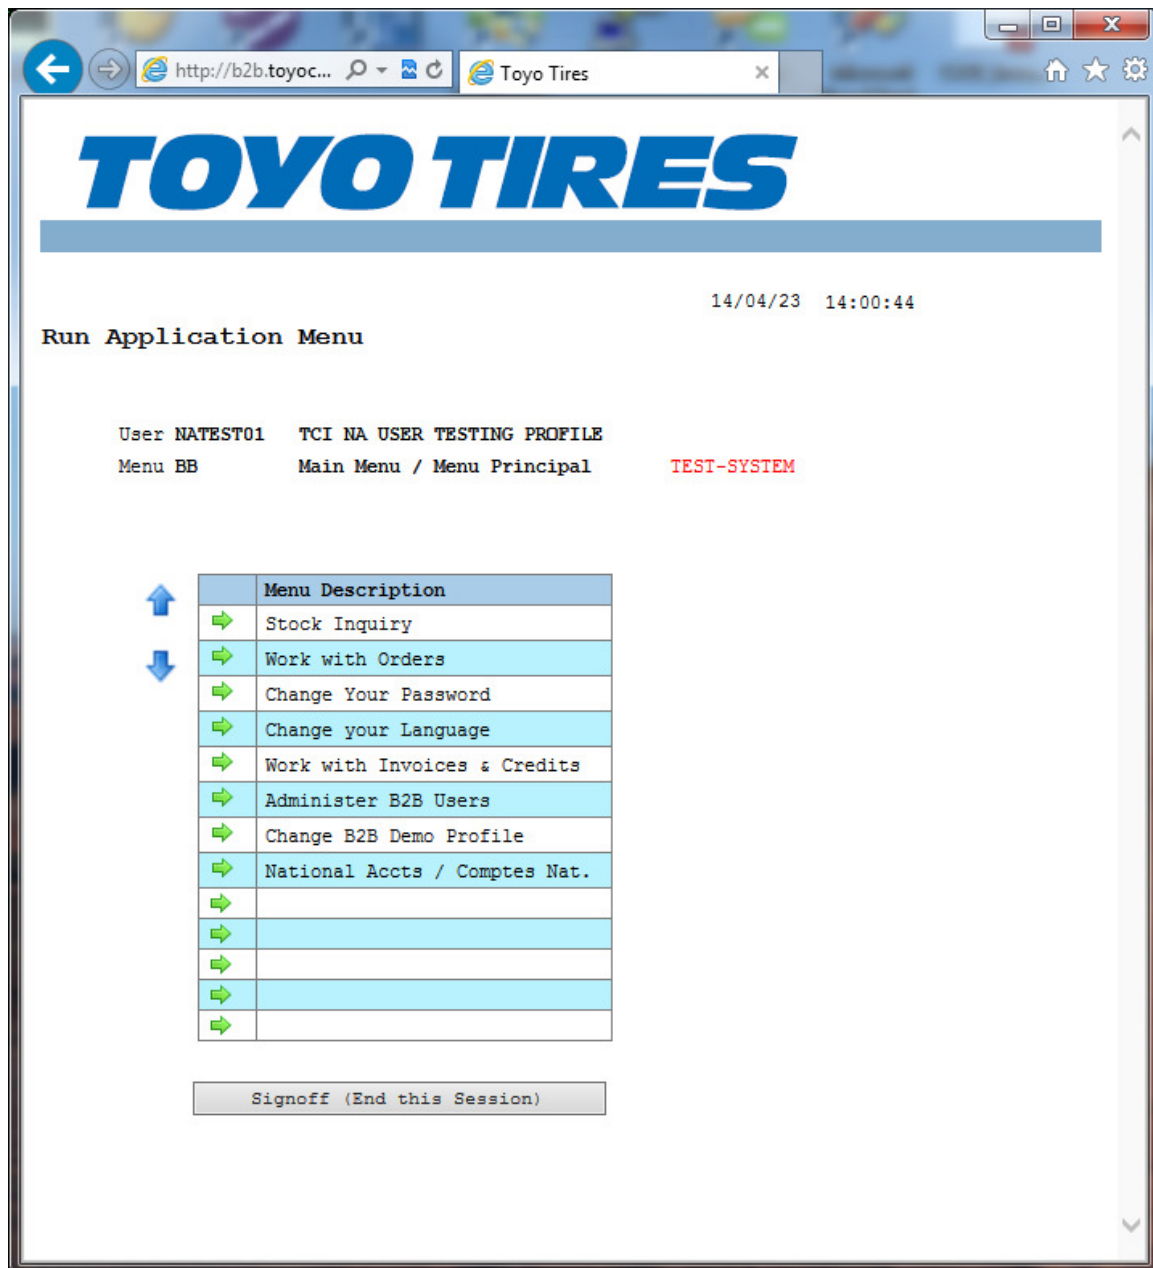 http://b2b.toyoc...
Toyo Tires
TOYO TIRES
14/04/23 14:00:44
Run Application Menu
User NATEST01 TCI NA USER TESTING PROFILE
Menu BB Main Menu / Menu Principal TEST-SYSTEM
Menu Description
Stock Inquiry
Work with Orders
Change Your Password
Change your Language
Work with Invoices & Credits
Administer B2B Users
Change B2B Demo Profile
National Accts / Comptes Nat.
Signoff (End this Session)